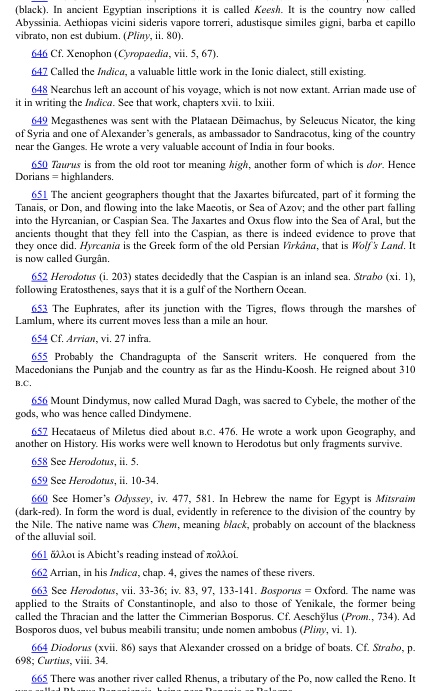 (black). In ancient Egyptian inscriptions it is called Keesh. It is the country now called
Abyssinia. Aethiopas vicini sideris vapore torreri, adustisque similes gigni, barba et capillo
vibrato, non est dubium. (Pliny, ii. 80).
646 Cf. Xenophon (Cyropaedia, vii. 5, 67).
647 Called the Indica, a valuable little work in the Ionic dialect, still existing.
648 Nearchus left an account of his voyage, which is not now extant. Arrian made use of
it in writing the Indica. See that work, chapters xvii. to lxiii.
649 Megasthenes was sent with the Plataean Dëimachus, by Seleucus Nicator, the king
of Syria and one of Alexander's generals, as ambassador to Sandracotus, king of the country
near the Ganges. He wrote a very valuable account of India in four books.
650 Taurus is from the old root tor meaning high, another form of which is dor. Hence
Dorians = highlanders.
651 The ancient geographers thought that the Jaxartes bifurcated, part of it forming the
Tanais, or Don, and flowing into the lake Maeotis, or Sea of Azov; and the other part falling
into the Hyrcanian, or Caspian Sea. The Jaxartes and Oxus flow into the Sea of Aral, but the
ancients thought that they fell into the Caspian, as there is indeed evidence to prove that
they once did. Hyrcania is the Greek form of the old Persian Virkâna, that is Wolf's Land. It
is now called Gurgân.
652 Herodotus (i. 203) states decidedly that the Caspian is an inland sea. Strabo (xi. 1),
following Eratosthenes, says that it is a gulf of the Northern Ocean.
653 The Euphrates, after its junction with the Tigres, flows through the marshes of
Lamlum, where its current moves less than a mile an hour.
654 Cf. Arrian, vi. 27 infra.
655 Probably the Chandragupta of the Sanscrit writers. He conquered from the
Macedonians the Punjab and the country as far as the Hindu-Koosh. He reigned about 310
B.C.
656 Mount Dindymus, now called Murad Dagh, was sacred to Cybele, the mother of the
gods, who was hence called Dindymene.
657 Hecataeus of Miletus died about B.C. 476. He wrote a work upon Geography, and
another on History. His works were well known to Herodotus but only fragments survive.
658 See Herodotus, ii. 5.
659 See Herodotus, ii. 10-34.
660 See Homer's Odyssey, iv. 477, 581. In Hebrew the name for Egypt is Mitsraim
(dark-red). In form the word is dual, evidently in reference to the division of the country by
the Nile. The native name was Chem, meaning black, probably on account of the blackness
of the alluvial soil.
661 ἄλλοι is Abicht's reading instead of πολλοί.
662 Arrian, in his Indica, chap. 4, gives the names of these rivers.
663 See Herodotus, vii. 33-36; iv. 83, 97, 133-141. Bosporus = Oxford. The name was
applied to the Straits of Constantinople, and also to those of Yenikale, the former being
called the Thracian and the latter the Cimmerian Bosporus. Cf. Aeschўlus (Prom., 734). Ad
Bosporos duos, vel bubus meabili transitu; unde nomen ambobus (Pliny, vi. 1).
664 Diodorus (xvii. 86) says that Alexander crossed on a bridge of boats. Cf. Strabo, p.
698; Curtius, viii. 34.
665 There was another river called Rhenus, a tributary of the Po, now called the Reno. It